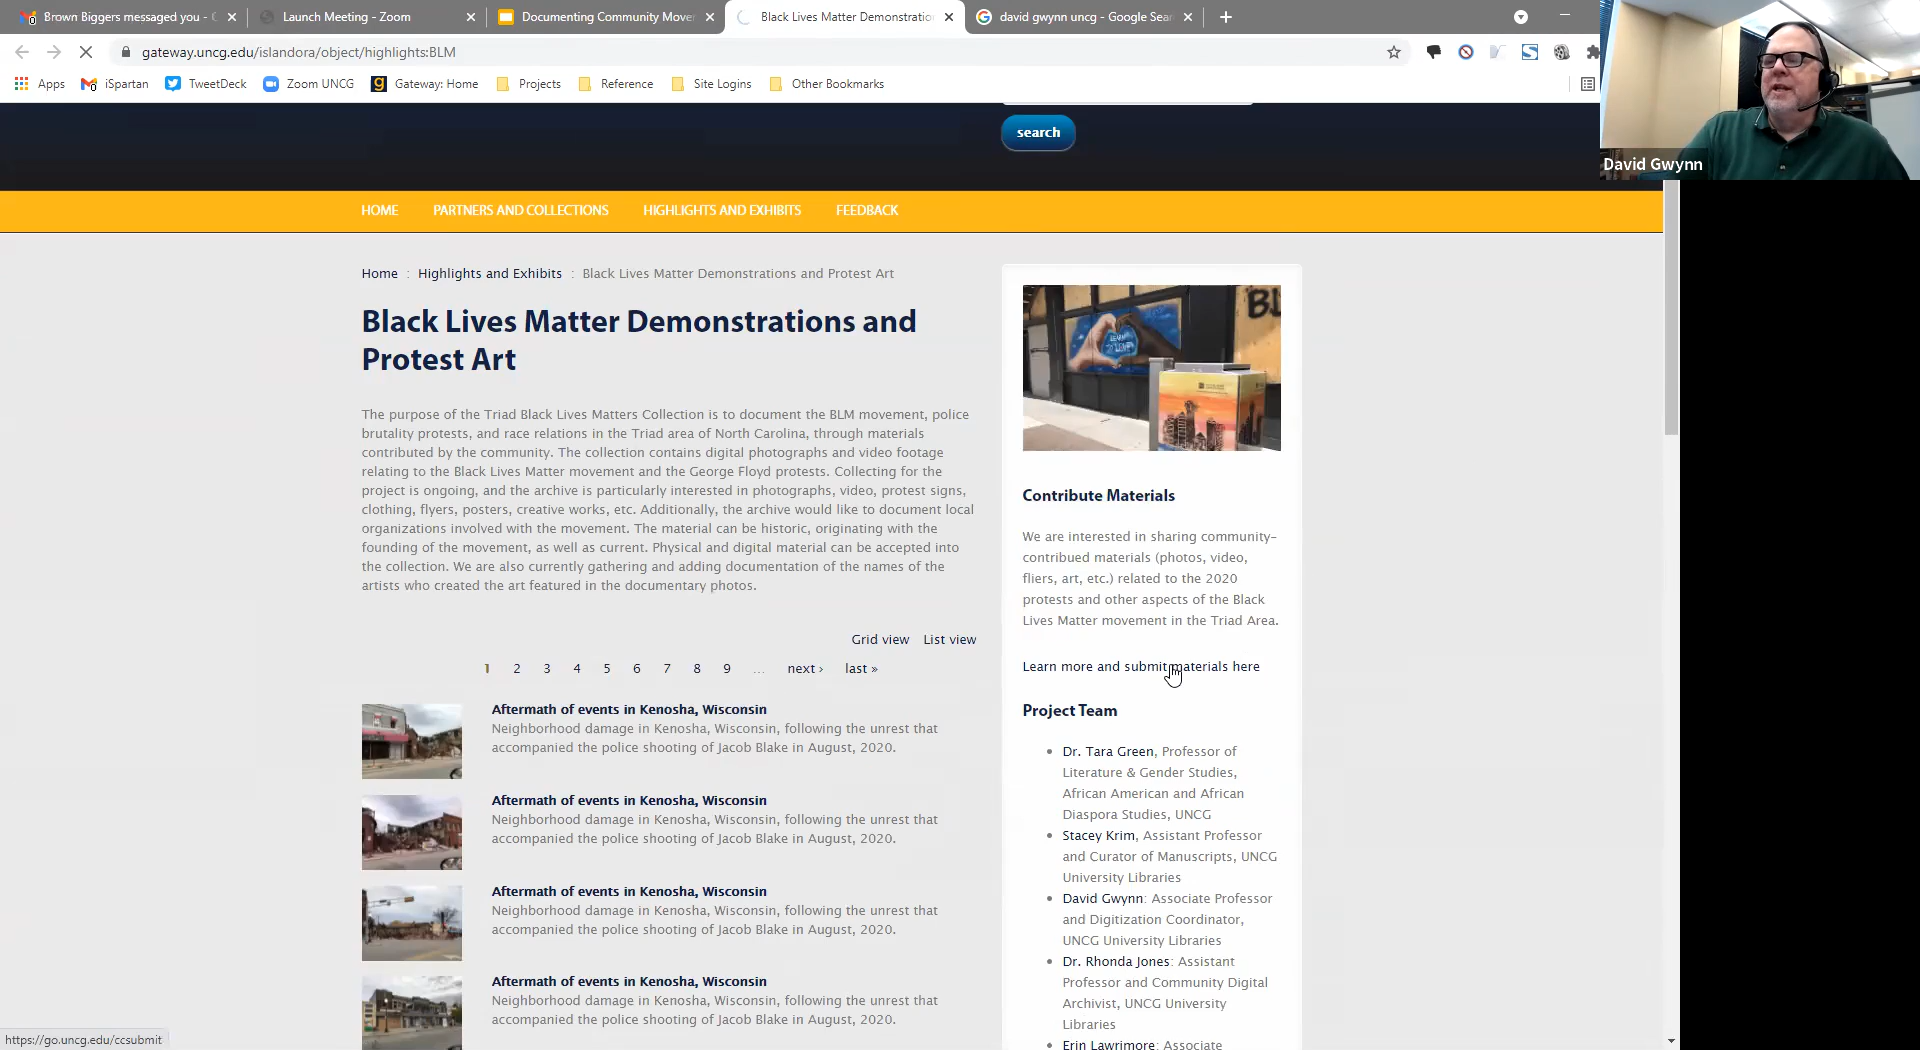 Brown Biggers messaged you -
Launch Meeting - Zoom
Documenting Community Move
Black Lives Matter Demonstratio
david gwynn uncg - Google Sea
gateway.uncg.edu/islandora/object/highlights:BLM
Apps
iSpartan
TweetDeck
Zoom UNCG
Gateway: Home
Projects
Reference
Site Logins
Other Bookmarks
David Gwynn
search
HOME
PARTNERS AND COLLECTIONS
HIGHLIGHTS AND EXHIBITS
FEEDBACK
Home : Highlights and Exhibits : Black Lives Matter Demonstrations and Protest Art
Black Lives Matter Demonstrations and
Protest Art
The purpose of the Triad Black Lives Matters Collection is to document the BLM movement, police
brutality protests, and race relations in the Triad area of North Carolina, through materials
contributed by the community. The collection contains digital photographs and video footage
relating to the Black Lives Matter movement and the George Floyd protests. Collecting for the
project is ongoing, and the archive is particularly interested in photographs, video, protest signs,
clothing, flyers, posters, creative works, etc. Additionally, the archive would like to document local
organizations involved with the movement. The material can be historic, originating with the
founding of the movement, as well as current. Physical and digital material can be accepted into
the collection. We are also currently gathering and adding documentation of the names of the
artists who created the art featured in the documentary photos.
Grid view List view
1 2 3 4 5 6 7 8 9 ... next › last »
Aftermath of events in Kenosha, Wisconsin
Neighborhood damage in Kenosha, Wisconsin, following the unrest that
accompanied the police shooting of Jacob Blake in August, 2020.
Aftermath of events in Kenosha, Wisconsin
Neighborhood damage in Kenosha, Wisconsin, following the unrest that
accompanied the police shooting of Jacob Blake in August, 2020.
Aftermath of events in Kenosha, Wisconsin
Neighborhood damage in Kenosha, Wisconsin, following the unrest that
accompanied the police shooting of Jacob Blake in August, 2020.
Aftermath of events in Kenosha, Wisconsin
Neighborhood damage in Kenosha, Wisconsin, following the unrest that
accompanied the police shooting of Jacob Blake in August, 2020.
Contribute Materials
We are interested in sharing community-
contribued materials (photos, video,
fliers, art, etc.) related to the 2020
protests and other aspects of the Black
Lives Matter movement in the Triad Area.
Learn more and submit materials here
Project Team
• Dr. Tara Green, Professor of
Literature & Gender Studies,
African American and African
Diaspora Studies, UNCG
• Stacey Krim, Assistant Professor
and Curator of Manuscripts, UNCG
University Libraries
• David Gwynn: Associate Professor
and Digitization Coordinator,
UNCG University Libraries
• Dr. Rhonda Jones: Assistant
Professor and Community Digital
Archivist, UNCG University
Libraries
• Erin Lawrimore: Associate
https://go.uncg.edu/ccsubmit